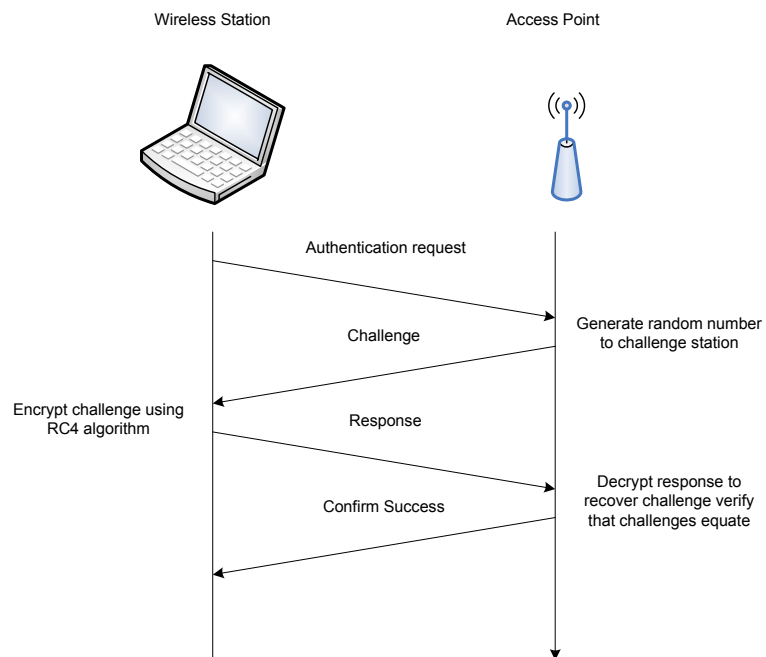 Wireless Station
Access Point
Authentication request
Generate random number
to challenge station
Challenge
Encrypt challenge using
RC4 algorithm
Response
Decrypt response to
recover challenge verify
that challenges equate
Confirm Success